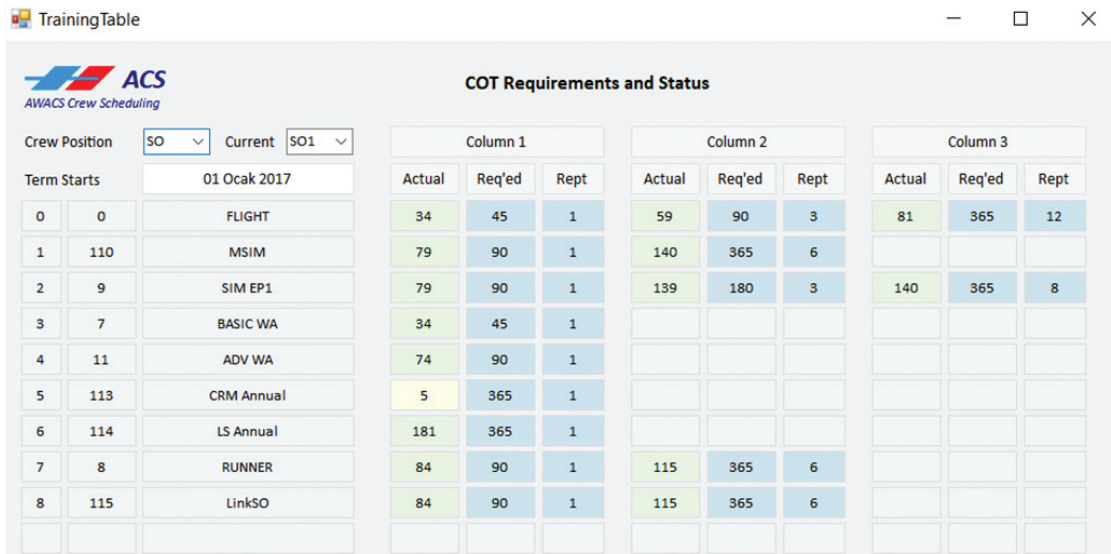 TrainingTable
ACS
AWACS Crew Scheduling
COT Requirements and Status
Crew Position SO Current SO1 Column 1 Column 2 Column 3
Term Starts 01 Ocak 2017 Actual Req'ed Rept Actual Req'ed Rept Actual Req'ed Rept
0 0 FLIGHT 34 45 1 59 90 3 81 365 12
1 110 MSIM 79 90 1 140 365 6
2 9 SIM EP1 79 90 1 139 180 3 140 365 8
3 7 BASIC WA 34 45 1
4 11 ADV WA 74 90 1
5 113 CRM Annual 5 365 1
6 114 LS Annual 181 365 1
7 8 RUNNER 84 90 1 115 365 6
8 115 LinkSO 84 90 1 115 365 6